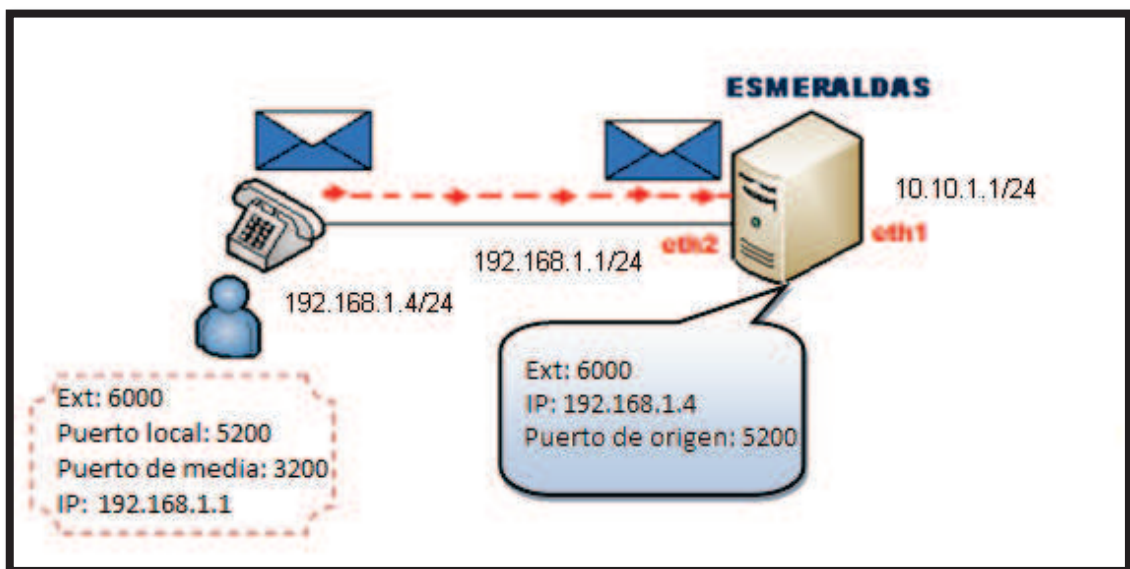 ESMERALDAS
10.10.1.1/24
eth2
eth1
192.168.1.1/24
192.168.1.4/24
Ext: 6000
IP: 192.168.1.4
Puerto de origen: 5200
Ext: 6000
Puerto local: 5200
Puerto de media: 3200
IP: 192.168.1.1